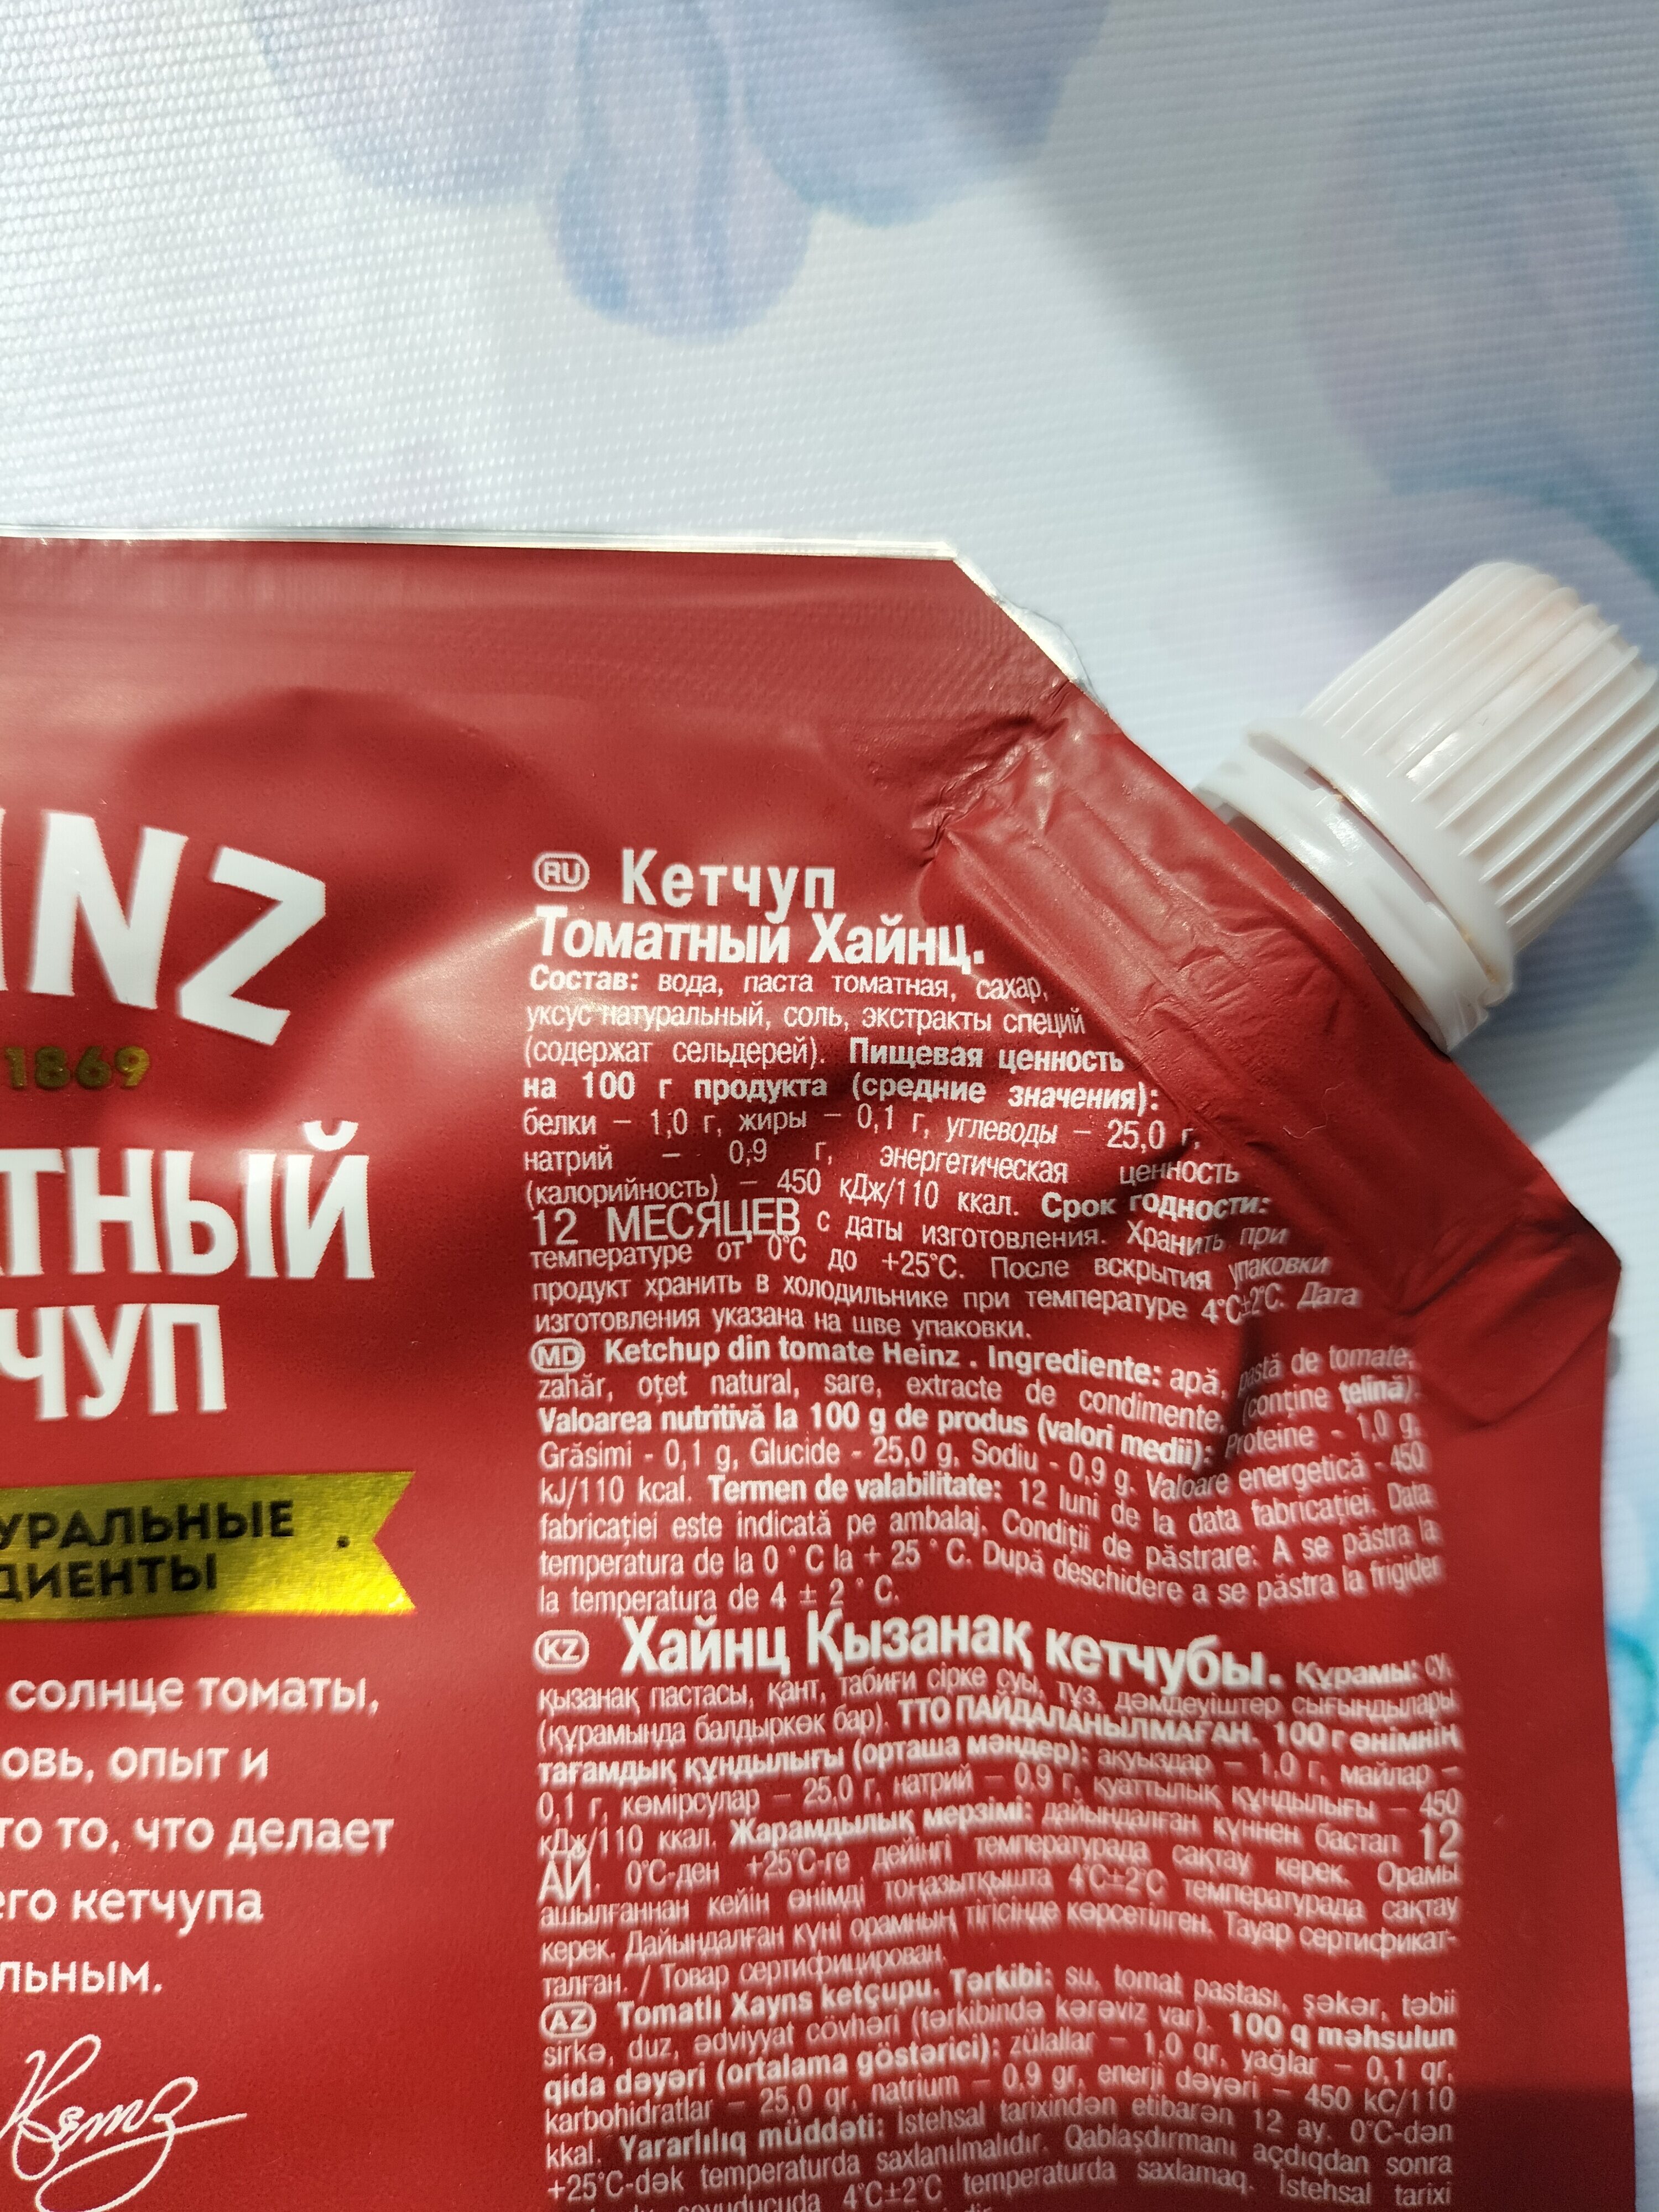 INZ
1869
ТНЫЙ
ЧУП
УРАЛЬНЫЕ
ДИЕНТЫ
солнце томаты,
овь, опыт и
то то, что делает
его кетчупа
льным.
Heinz
RU Кетчуп
Томатный Хайнц.
Состав: вода, паста томатная, сахар,
уксус натуральный, соль, экстракты специй
(содержат сельдерей). Пищевая ценность
на 100 г продукта (средние значения):
белки – 1,0 г, жиры – 0,1 г, углеводы – 25,0 г,
натрий – 0,9 г, энергетическая ценность
(калорийность) – 450 кДж/110 ккал. Срок годности:
12 МЕСЯЦЕВ с даты изготовления. Хранить при
температуре от 0°С до +25°С. После вскрытия упаковки
продукт хранить в холодильнике при температуре 4°С±2°С. Дата
изготовления указана на шве упаковки.
MD Ketchup din tomate Heinz . Ingrediente: apă, pastă de tomate,
zahăr, oțet natural, sare, extracte de condimente, (conține țelină).
Valoarea nutritivă la 100 g de produs (valori medii): Proteine - 1,0 g,
Grăsimi - 0,1 g, Glucide - 25,0 g, Sodiu - 0,9 g. Valoare energetică - 450
kJ/110 kcal. Termen de valabilitate: 12 luni de la data fabricației. Data
fabricației este indicată pe ambalaj. Condiții de păstrare: A se păstra la
temperatura de la 0 ° C la + 25 ° C. După deschidere a se păstra la frigider
la temperatura de 4 ± 2 ° C.
KZ Хайнц Қызанақ кетчубы. Құрамы: су,
қызанақ пастасы, қант, табиғи сірке суы, тұз, дәмдеуіштер сығындылары
(құрамында балдыркөк бар). ТТО ПАЙДАЛАНЫЛМАҒАН. 100 г өнімнің
тағамдық құндылығы (орташа мәндер): ақуыздар – 1,0 г, майлар –
0,1 г, көмірсулар – 25,0 г, натрий – 0,9 г, қуаттылық құндылығы – 450
кДж/110 ккал. Жарамдылық мерзімі: дайындалған күннен бастап 12
АЙ. 0°С-ден +25°С-ге дейінгі температурада сақтау керек. Орамы
ашылғаннан кейін өнімді тоңазытқышта 4°С±2°С температурада сақтау
керек. Дайындалған күні орамның тігісінде көрсетілген. Тауар сертификат-
талған. / Товар сертифицирован.
AZ Tomatlı Xayns ketçupu. Tərkibi: su, tomat pastası, şəkər, təbii
sirkə, duz, ədviyyat cövhəri (tərkibində kərəviz var). 100 q məhsulun
qida dəyəri (ortalama göstərici): zülallar – 1,0 qr, yağlar – 0,1 qr,
karbohidratlar – 25,0 qr, natrium – 0,9 gr, enerji dəyəri – 450 kC/110
kkal. Yararlılıq müddəti: İstehsal tarixindən etibarən 12 ay. 0°C-dən
+25°C-dək temperaturda saxlanılmalıdır. Qablaşdırmanı açdıqdan sonra
soyuducuda 4°C±2°C temperaturda saxlamaq. İstehsal tarixi